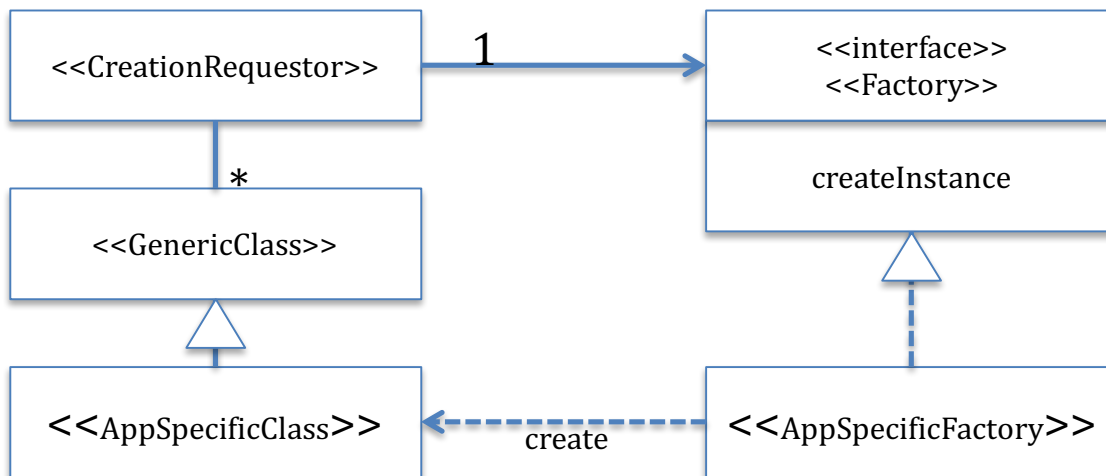 <<CreationRequestor>>
1
<<interface>>
<<Factory>>
*
createInstance
<<GenericClass>>
<<AppSpecificClass>>
create
<<AppSpecificFactory>>